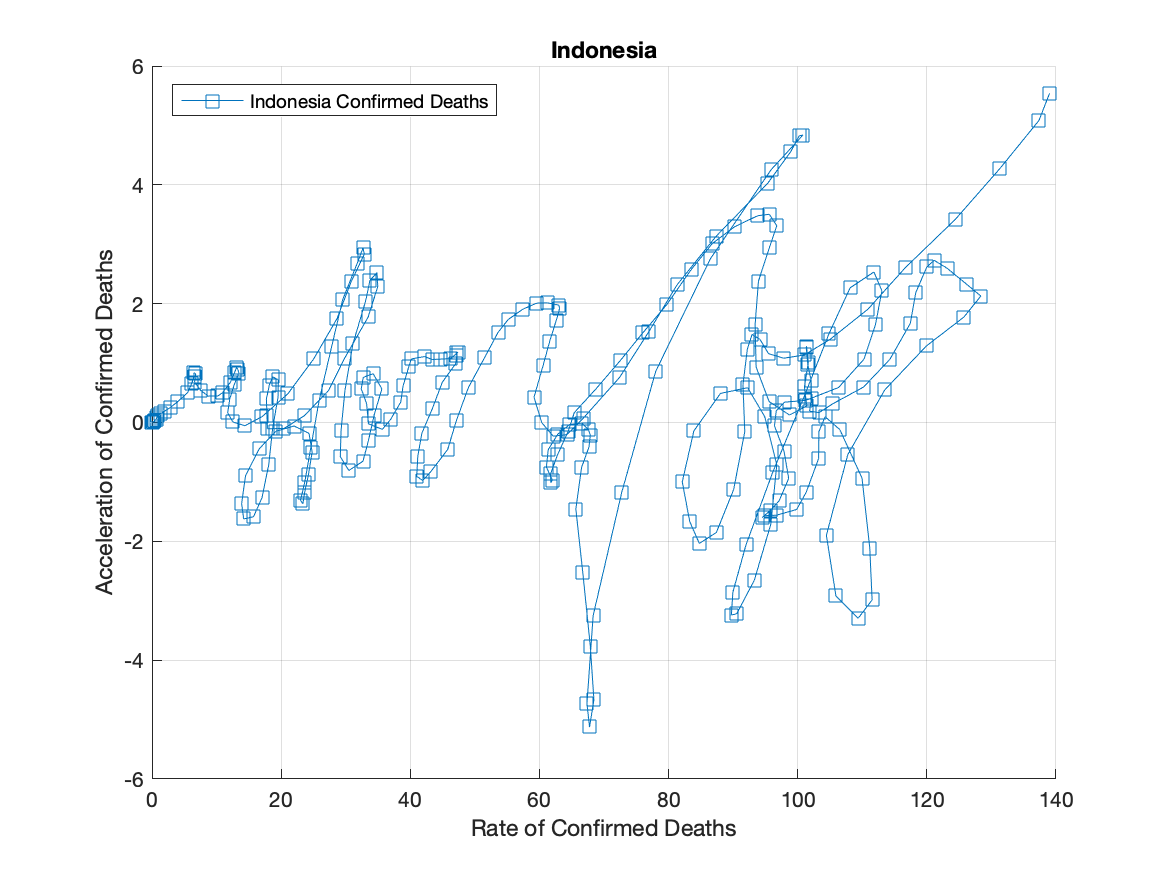 Indonesia
6
Indonesia Confirmed Deaths
4
2
0
-2
-4
-6
Acceleration of Confirmed Deaths
0 20 40 60 80 100 120 140
Rate of Confirmed Deaths